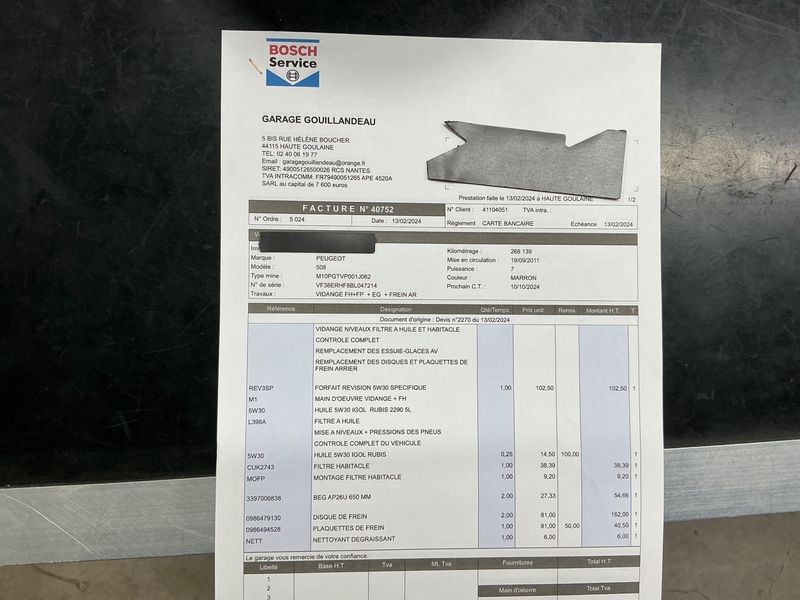 BOSCH
Service
GARAGE GOUILLANDEAU
5 BIS RUE HÉLÈNE BOUCHER
44115 HAUTE GOULAINE
TEL: 02 40 06 19 77
Email : garagegouillandeau@orange.fr
SIRET: 49005126500026 RCS NANTES
TVA INTRACOMM: FR79490051265 APE 4520A
SARL au capital de 7 600 euros
Prestation faite le 13/02/2024 à HAUTE GOULAINE 1/2
FACTURE N° 40752
N° Ordre : 5 024 Date : 13/02/2024
N° Client : 41104051 TVA intra. :
Règlement CARTE BANCAIRE Echéance 13/02/2024
Marque : PEUGEOT
Modèle : 508
Type mine : M10PGTVP001J062
N° de série : VF38ERHF8BL047214
Travaux : VIDANGE FH+FP + EG + FREIN AR
Kilométrage : 268 139
Mise en circulation : 19/09/2011
Puissance : 7
Couleur : MARRON
Prochain C.T. : 10/10/2024
Référence Désignation Qté/Temps Prix unit. Remis Montant H.T. T
Document d'origine : Devis n°2270 du 13/02/2024
VIDANGE NIVEAUX FILTRE A HUILE ET HABITACLE
CONTROLE COMPLET
REMPLACEMENT DES ESSUIE-GLACES AV
REMPLACEMENT DES DISQUES ET PLAQUETTES DE
FREIN ARRIER
REV3SP FORFAIT REVISION 5W30 SPECIFIQUE 1,00 102,50 102,50 1
M1 MAIN D'OEUVRE VIDANGE + FH
5W30 HUILE 5W30 IGOL RUBIS 2290 5L
L398A FILTRE A HUILE
MISE A NIVEAUX + PRESSIONS DES PNEUS
CONTROLE COMPLET DU VEHICULE
5W30 HUILE 5W30 IGOL RUBIS 0,25 14,50 100,00 1
CUK2743 FILTRE HABITACLE 1,00 38,39 38,39 1
MOFP MONTAGE FILTRE HABITACLE 1,00 9,20 9,20 1
3397006838 BEG AP26U 650 MM 2,00 27,33 54,66 1
0986479130 DISQUE DE FREIN 2,00 81,00 162,00 1
0986494528 PLAQUETTES DE FREIN 1,00 81,00 50,00 40,50 1
NETT NETTOYANT DEGRAISSANT 1,00 6,00 6,00 1
Le garage vous remercie de votre confiance.
Libellé Base H.T Tva Mt. Tva Fournitures Total H.T
1
2 Main d'oeuvre Total Tva
3